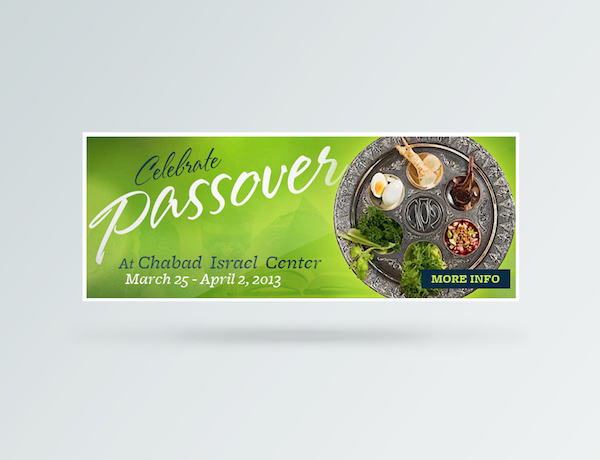 Celebrate
Passover
At Chabad Israel Center
March 25 - April 2, 2013
MORE INFO